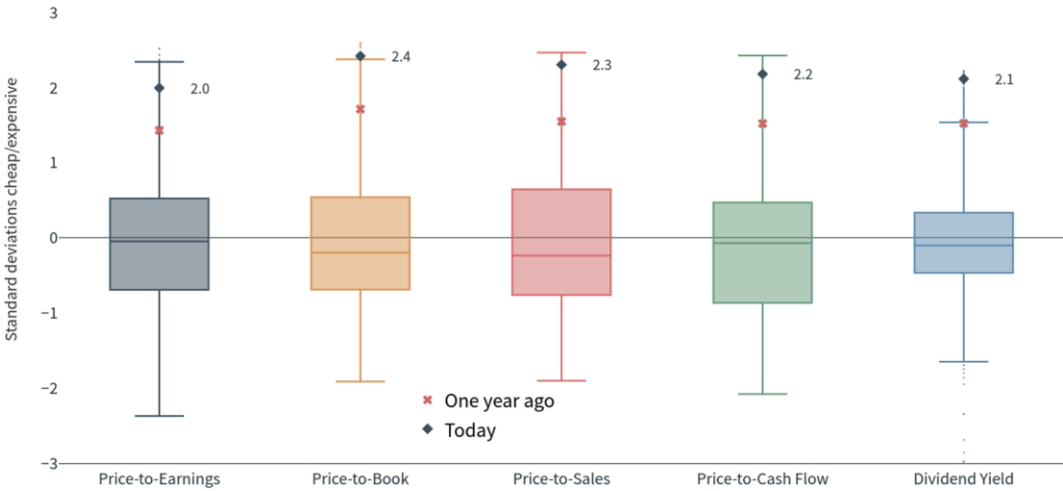 Standard deviations cheap/expensive
3
2
1
0
−1
−2
−3
2.0
2.4
2.3
2.2
2.1
One year ago
Today
Price-to-Earnings
Price-to-Book
Price-to-Sales
Price-to-Cash Flow
Dividend Yield